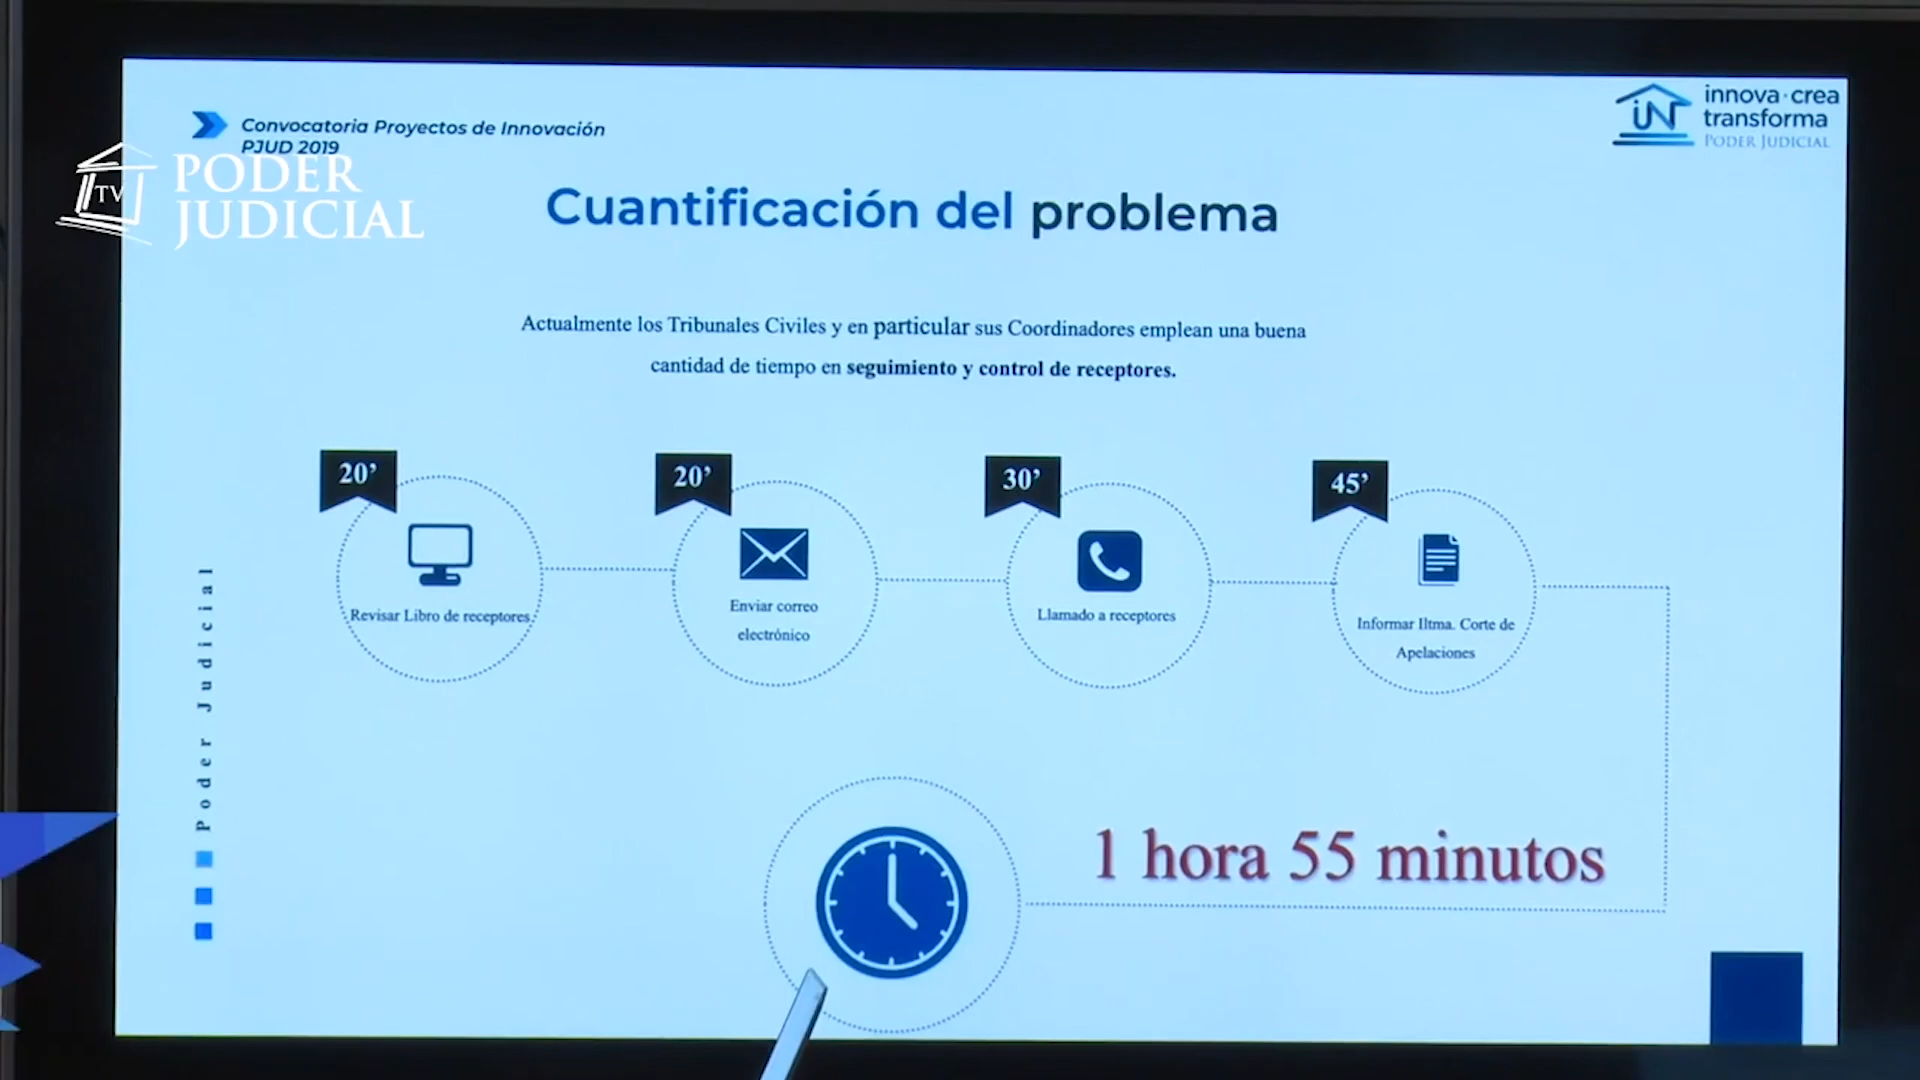 Convocatoria Proyectos de Innovación
PJUD 2019
innova·crea
transforma
PODER JUDICIAL
iN
TV
PODER
JUDICIAL
Cuantificación del problema
Actualmente los Tribunales Civiles y en particular sus Coordinadores emplean una buena
cantidad de tiempo en seguimiento y control de receptores.
20’
20’
30’
45’
Revisar Libro de receptores.
Enviar correo
electrónico
Llamado a receptores
Informar Iltma. Corte de
Apelaciones
Poder Judicial
1 hora 55 minutos